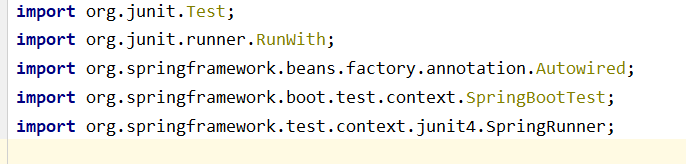 import org.junit.Test;
import org.junit.runner.RunWith;
import org.springframework.beans.factory.annotation.Autowired;
import org.springframework.boot.test.context.SpringBootTest;
import org.springframework.test.context.junit4.SpringRunner;